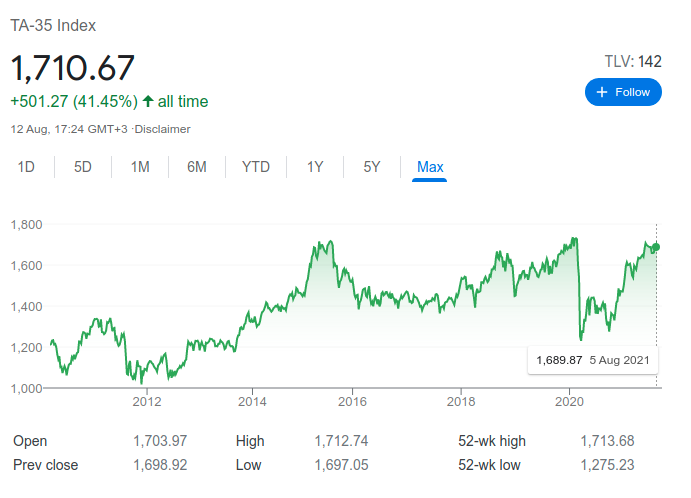 TA-35 Index
1,710.67
TLV: 142
+501.27 (41.45%) ↑ all time
+ Follow
12 Aug, 17:24 GMT+3 ·Disclaimer
1D 5D 1M 6M YTD 1Y 5Y Max
1,800
1,600
1,400
1,200
1,689.87 5 Aug 2021
1,000
2012 2014 2016 2018 2020
Open 1,703.97 High 1,712.74 52-wk high 1,713.68
Prev close 1,698.92 Low 1,697.05 52-wk low 1,275.23